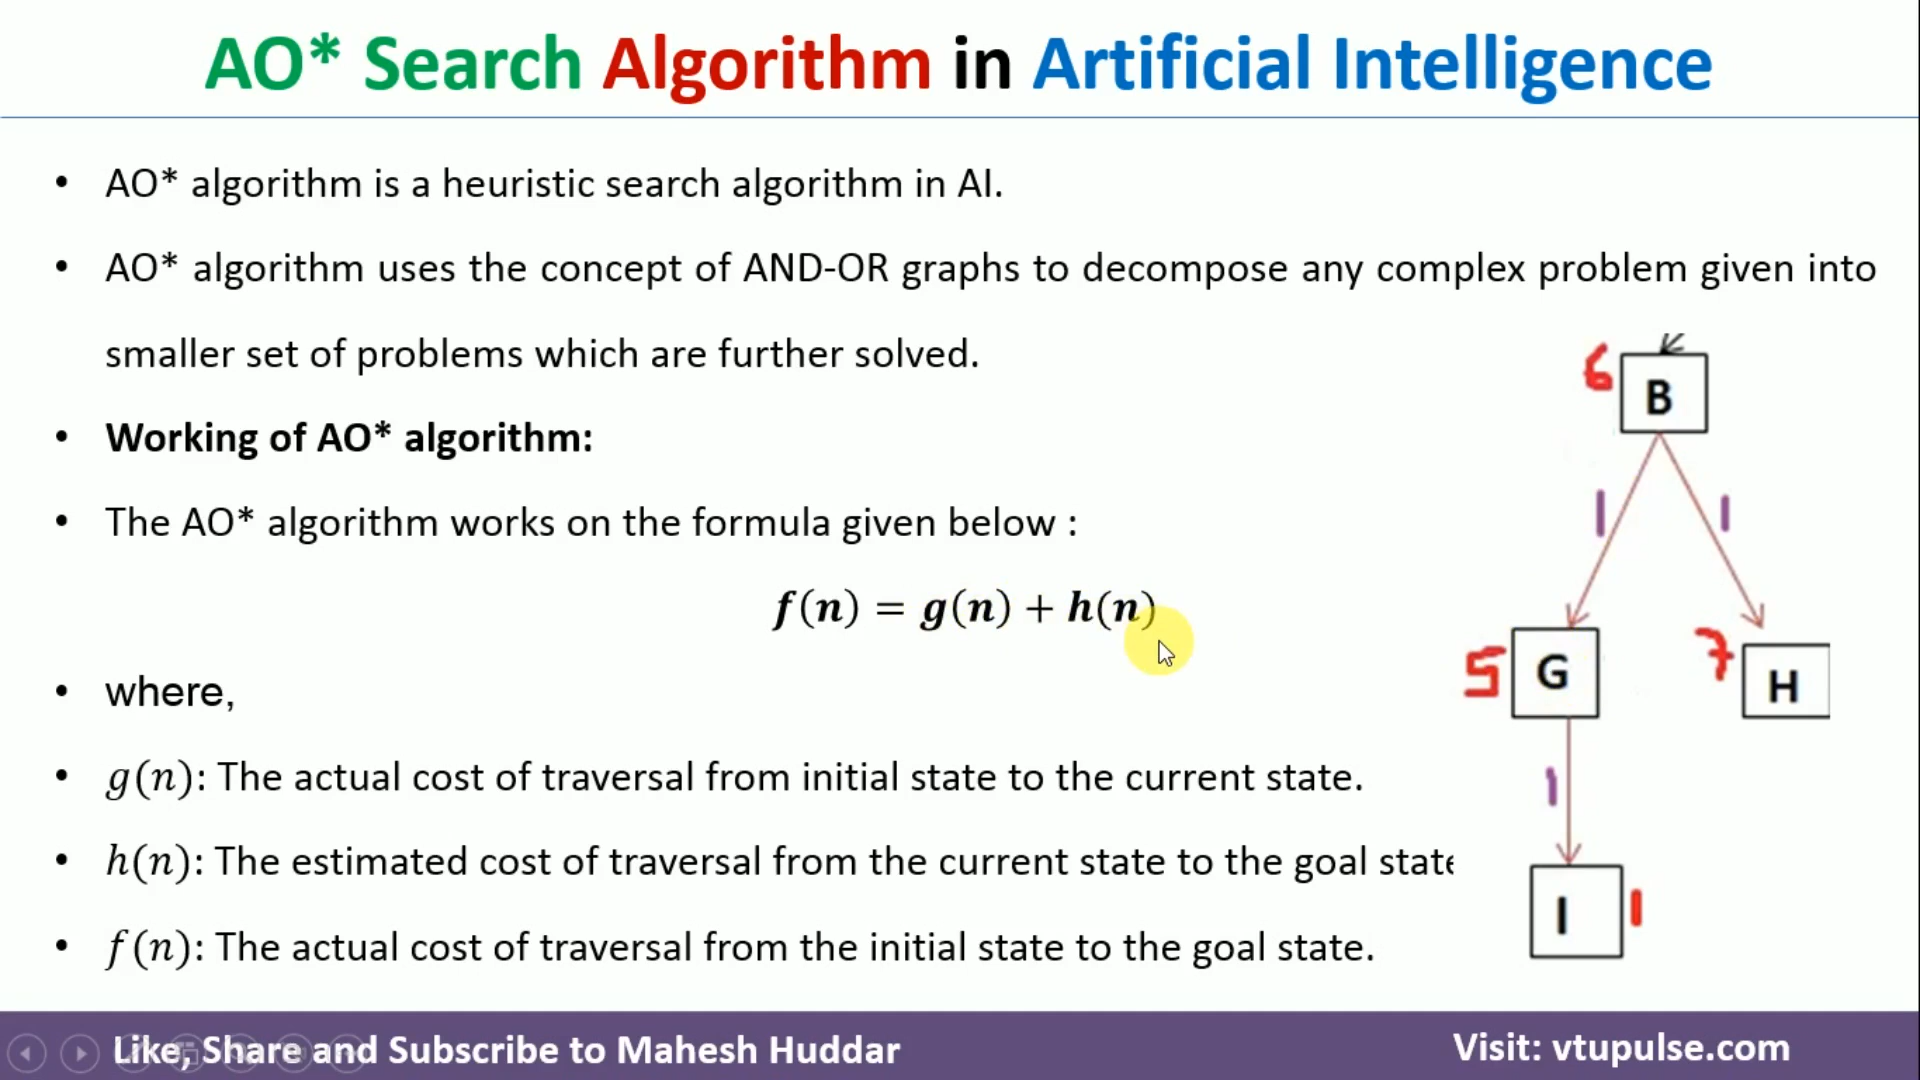 AO* Search Algorithm in Artificial Intelligence
• AO* algorithm is a heuristic search algorithm in AI.
• AO* algorithm uses the concept of AND-OR graphs to decompose any complex problem given into
smaller set of problems which are further solved.
• Working of AO* algorithm:
• The AO* algorithm works on the formula given below :
f(n) = g(n) + h(n)
• where,
• g(n): The actual cost of traversal from initial state to the current state.
• h(n): The estimated cost of traversal from the current state to the goal state
• f(n): The actual cost of traversal from the initial state to the goal state.
6 B
1 1
5 G 7 H
1
I 1
Like, Share and Subscribe to Mahesh Huddar
Visit: vtupulse.com